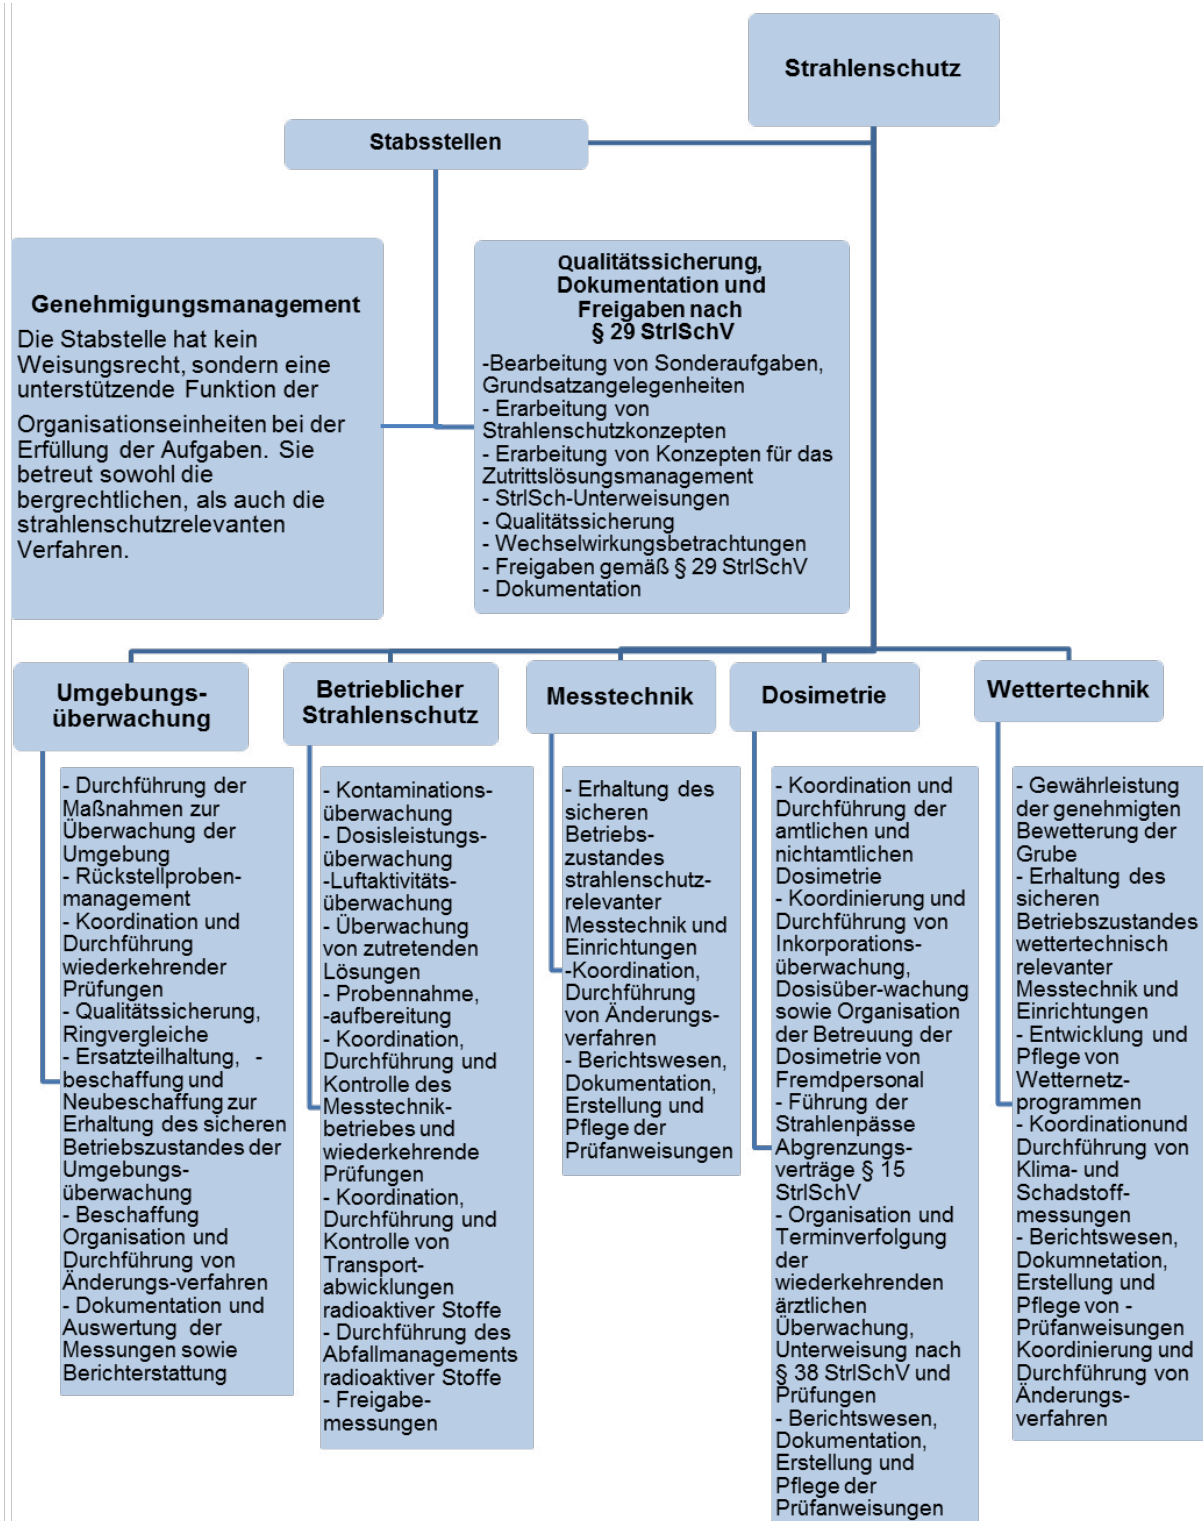 Strahlenschutz
Stabsstellen
Genehmigungsmanagement
Die Stabstelle hat kein
Weisungsrecht, sondern eine
unterstützende Funktion der
Organisationseinheiten bei der
Erfüllung der Aufgaben. Sie
betreut sowohl die
bergrechtlichen, als auch die
strahlenschutzrelevanten
Verfahren.
Qualitätssicherung,
Dokumentation und
Freigaben nach
§ 29 StrlSchV
-Bearbeitung von Sonderaufgaben,
Grundsatzangelegenheiten
- Erarbeitung von
Strahlenschutzkonzepten
- Erarbeitung von Konzepten für das
Zutrittslösungsmanagement
- StrlSch-Unterweisungen
- Qualitätssicherung
- Wechselwirkungsbetrachtungen
- Freigaben gemäß § 29 StrlSchV
- Dokumentation
Umgebungs-
überwachung
- Durchführung der
Maßnahmen zur
Überwachung der
Umgebung
- Rückstellproben-
management
- Koordination und
Durchführung
wiederkehrender
Prüfungen
- Qualitätssicherung,
Ringvergleiche
- Ersatzteilhaltung, -
beschaffung und
Neubeschaffung zur
Erhaltung des sicheren
Betriebszustandes der
Umgebungs-
überwachung
- Beschaffung
Organisation und
Durchführung von
Änderungs-verfahren
- Dokumentation und
Auswertung der
Messungen sowie
Berichterstattung
Betrieblicher
Strahlenschutz
- Kontaminations-
überwachung
- Dosisleistungs-
überwachung
-Luftaktivitäts-
überwachung
- Überwachung
von zutretenden
Lösungen
- Probennahme,
-aufbereitung
- Koordination,
Durchführung und
Kontrolle des
Messtechnik-
betriebes und
wiederkehrende
Prüfungen
- Koordination,
Durchführung und
Kontrolle von
Transport-
abwicklungen
radioaktiver Stoffe
- Durchführung des
Abfallmanagements
radioaktiver Stoffe
- Freigabe-
messungen
Messtechnik
- Erhaltung des
sicheren
Betriebs-
zustandes
strahlenschutz-
relevanter
Messtechnik und
Einrichtungen
-Koordination,
Durchführung
von Änderungs-
verfahren
- Berichtswesen,
Dokumentation,
Erstellung und
Pflege der
Prüfanweisungen
Dosimetrie
- Koordination und
Durchführung der
amtlichen und
nichtamtlichen
Dosimetrie
- Koordinierung und
Durchführung von
Inkorporations-
überwachung,
Dosisüber-wachung
sowie Organisation
der Betreuung der
Dosimetrie von
Fremdpersonal
- Führung der
Strahlenpässe
Abgrenzungs-
verträge § 15
StrlSchV
- Organisation und
Terminverfolgung
der
wiederkehrenden
ärztlichen
Überwachung,
Unterweisung nach
§ 38 StrlSchV und
Prüfungen
- Berichtswesen,
Dokumentation,
Erstellung und
Pflege der
Prüfanweisungen
Wettertechnik
- Gewährleistung
der genehmigten
Bewetterung der
Grube
- Erhaltung des
sicheren
Betriebszustandes
wettertechnisch
relevanter
Messtechnik und
Einrichtungen
- Entwicklung und
Pflege von
Wetternetz-
programmen
- Koordinationund
Durchführung von
Klima- und
Schadstoff-
messungen
- Berichtswesen,
Dokumnetation,
Erstellung und
Pflege von -
Prüfanweisungen
Koordinierung und
Durchführung von
Änderungs-
verfahren